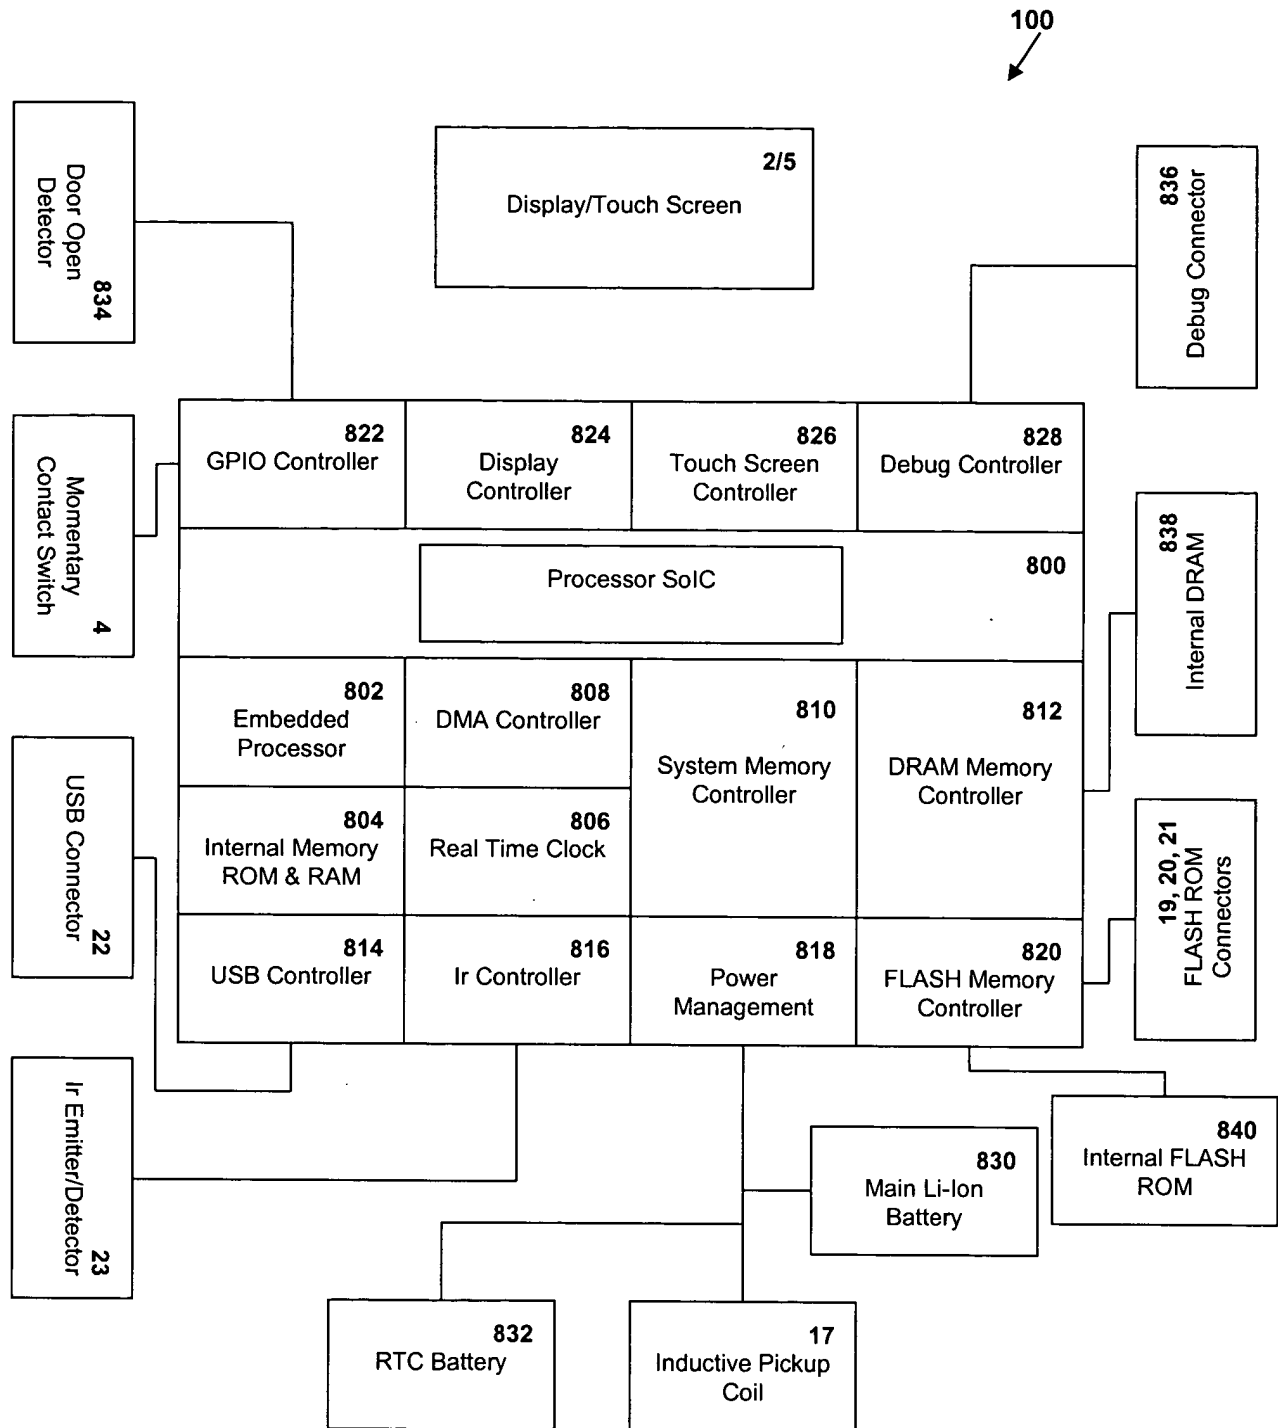 100
2/5
Display/Touch Screen
Door Open
Detector
834
836
Debug Connector
822
GPIO Controller
824
Display
Controller
826
Touch Screen
Controller
828
Debug Controller
Momentary
Contact Switch
4
800
Processor SoIC
838
Internal DRAM
802
Embedded
Processor
808
DMA Controller
810
System Memory
Controller
812
DRAM Memory
Controller
804
Internal Memory
ROM & RAM
806
Real Time Clock
USB Connector
22
19, 20, 21
FLASH ROM
Connectors
814
USB Controller
816
Ir Controller
818
Power
Management
820
FLASH Memory
Controller
Ir Emitter/Detector
23
830
Main Li-Ion
Battery
840
Internal FLASH
ROM
832
RTC Battery
17
Inductive Pickup
Coil